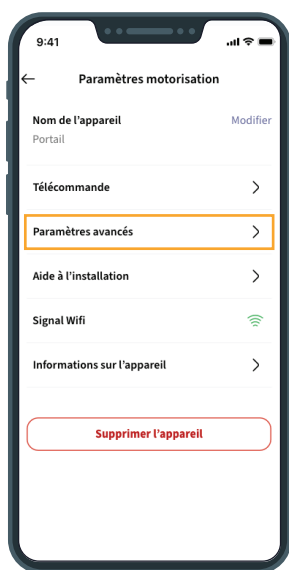 9:41
Paramètres motorisation
Nom de l'appareil Modifier
Portail
Télécommande
Paramètres avancés
Aide à l'installation
Signal Wifi
Informations sur l'appareil
Supprimer l'appareil